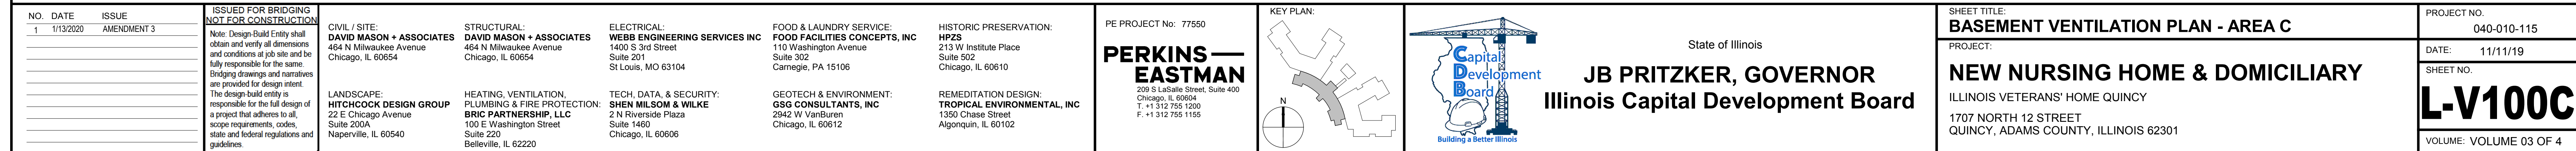 NO. DATE ISSUE
1 1/13/2020 AMENDMENT 3
ISSUED FOR BRIDGING
NOT FOR CONSTRUCTION
Note: Design-Build Entity shall
obtain and verify all dimensions
and conditions at job site and be
fully responsible for the same.
Bridging drawings and narratives
are provided for design intent.
The design-build entity is
responsible for the full design of
a project that adheres to all,
scope requirements, codes,
state and federal regulations and
guidelines.
CIVIL / SITE:
DAVID MASON + ASSOCIATES
464 N Milwaukee Avenue
Chicago, IL 60654
STRUCTURAL:
DAVID MASON + ASSOCIATES
464 N Milwaukee Avenue
Chicago, IL 60654
ELECTRICAL:
WEBB ENGINEERING SERVICES INC
1400 S 3rd Street
Suite 201
St Louis, MO 63104
FOOD & LAUNDRY SERVICE:
FOOD FACILITIES CONCEPTS, INC
110 Washington Avenue
Suite 302
Carnegie, PA 15106
HISTORIC PRESERVATION:
HPZS
213 W Institute Place
Suite 502
Chicago, IL 60610
LANDSCAPE:
HITCHCOCK DESIGN GROUP
22 E Chicago Avenue
Suite 200A
Naperville, IL 60540
HEATING, VENTILATION,
PLUMBING & FIRE PROTECTION:
BRIC PARTNERSHIP, LLC
100 E Washington Street
Suite 220
Belleville, IL 62220
TECH, DATA, & SECURITY:
SHEN MILSOM & WILKE
2 N Riverside Plaza
Suite 1460
Chicago, IL 60606
GEOTECH & ENVIRONMENT:
GSG CONSULTANTS, INC
2942 W VanBuren
Chicago, IL 60612
REMEDITATION DESIGN:
TROPICAL ENVIRONMENTAL, INC
1350 Chase Street
Algonquin, IL 60102
PE PROJECT No: 77550
PERKINS—
EASTMAN
209 S LaSalle Street, Suite 400
Chicago, IL 60604
T. +1 312 755 1200
F. +1 312 755 1155
KEY PLAN:
N
Capital
Development
Board
Building a Better Illinois
State of Illinois
JB PRITZKER, GOVERNOR
Illinois Capital Development Board
SHEET TITLE:
BASEMENT VENTILATION PLAN - AREA C
PROJECT:
NEW NURSING HOME & DOMICILIARY
ILLINOIS VETERANS' HOME QUINCY
1707 NORTH 12 STREET
QUINCY, ADAMS COUNTY, ILLINOIS 62301
PROJECT NO.
040-010-115
DATE: 11/11/19
SHEET NO.
L-V100C
VOLUME: VOLUME 03 OF 4